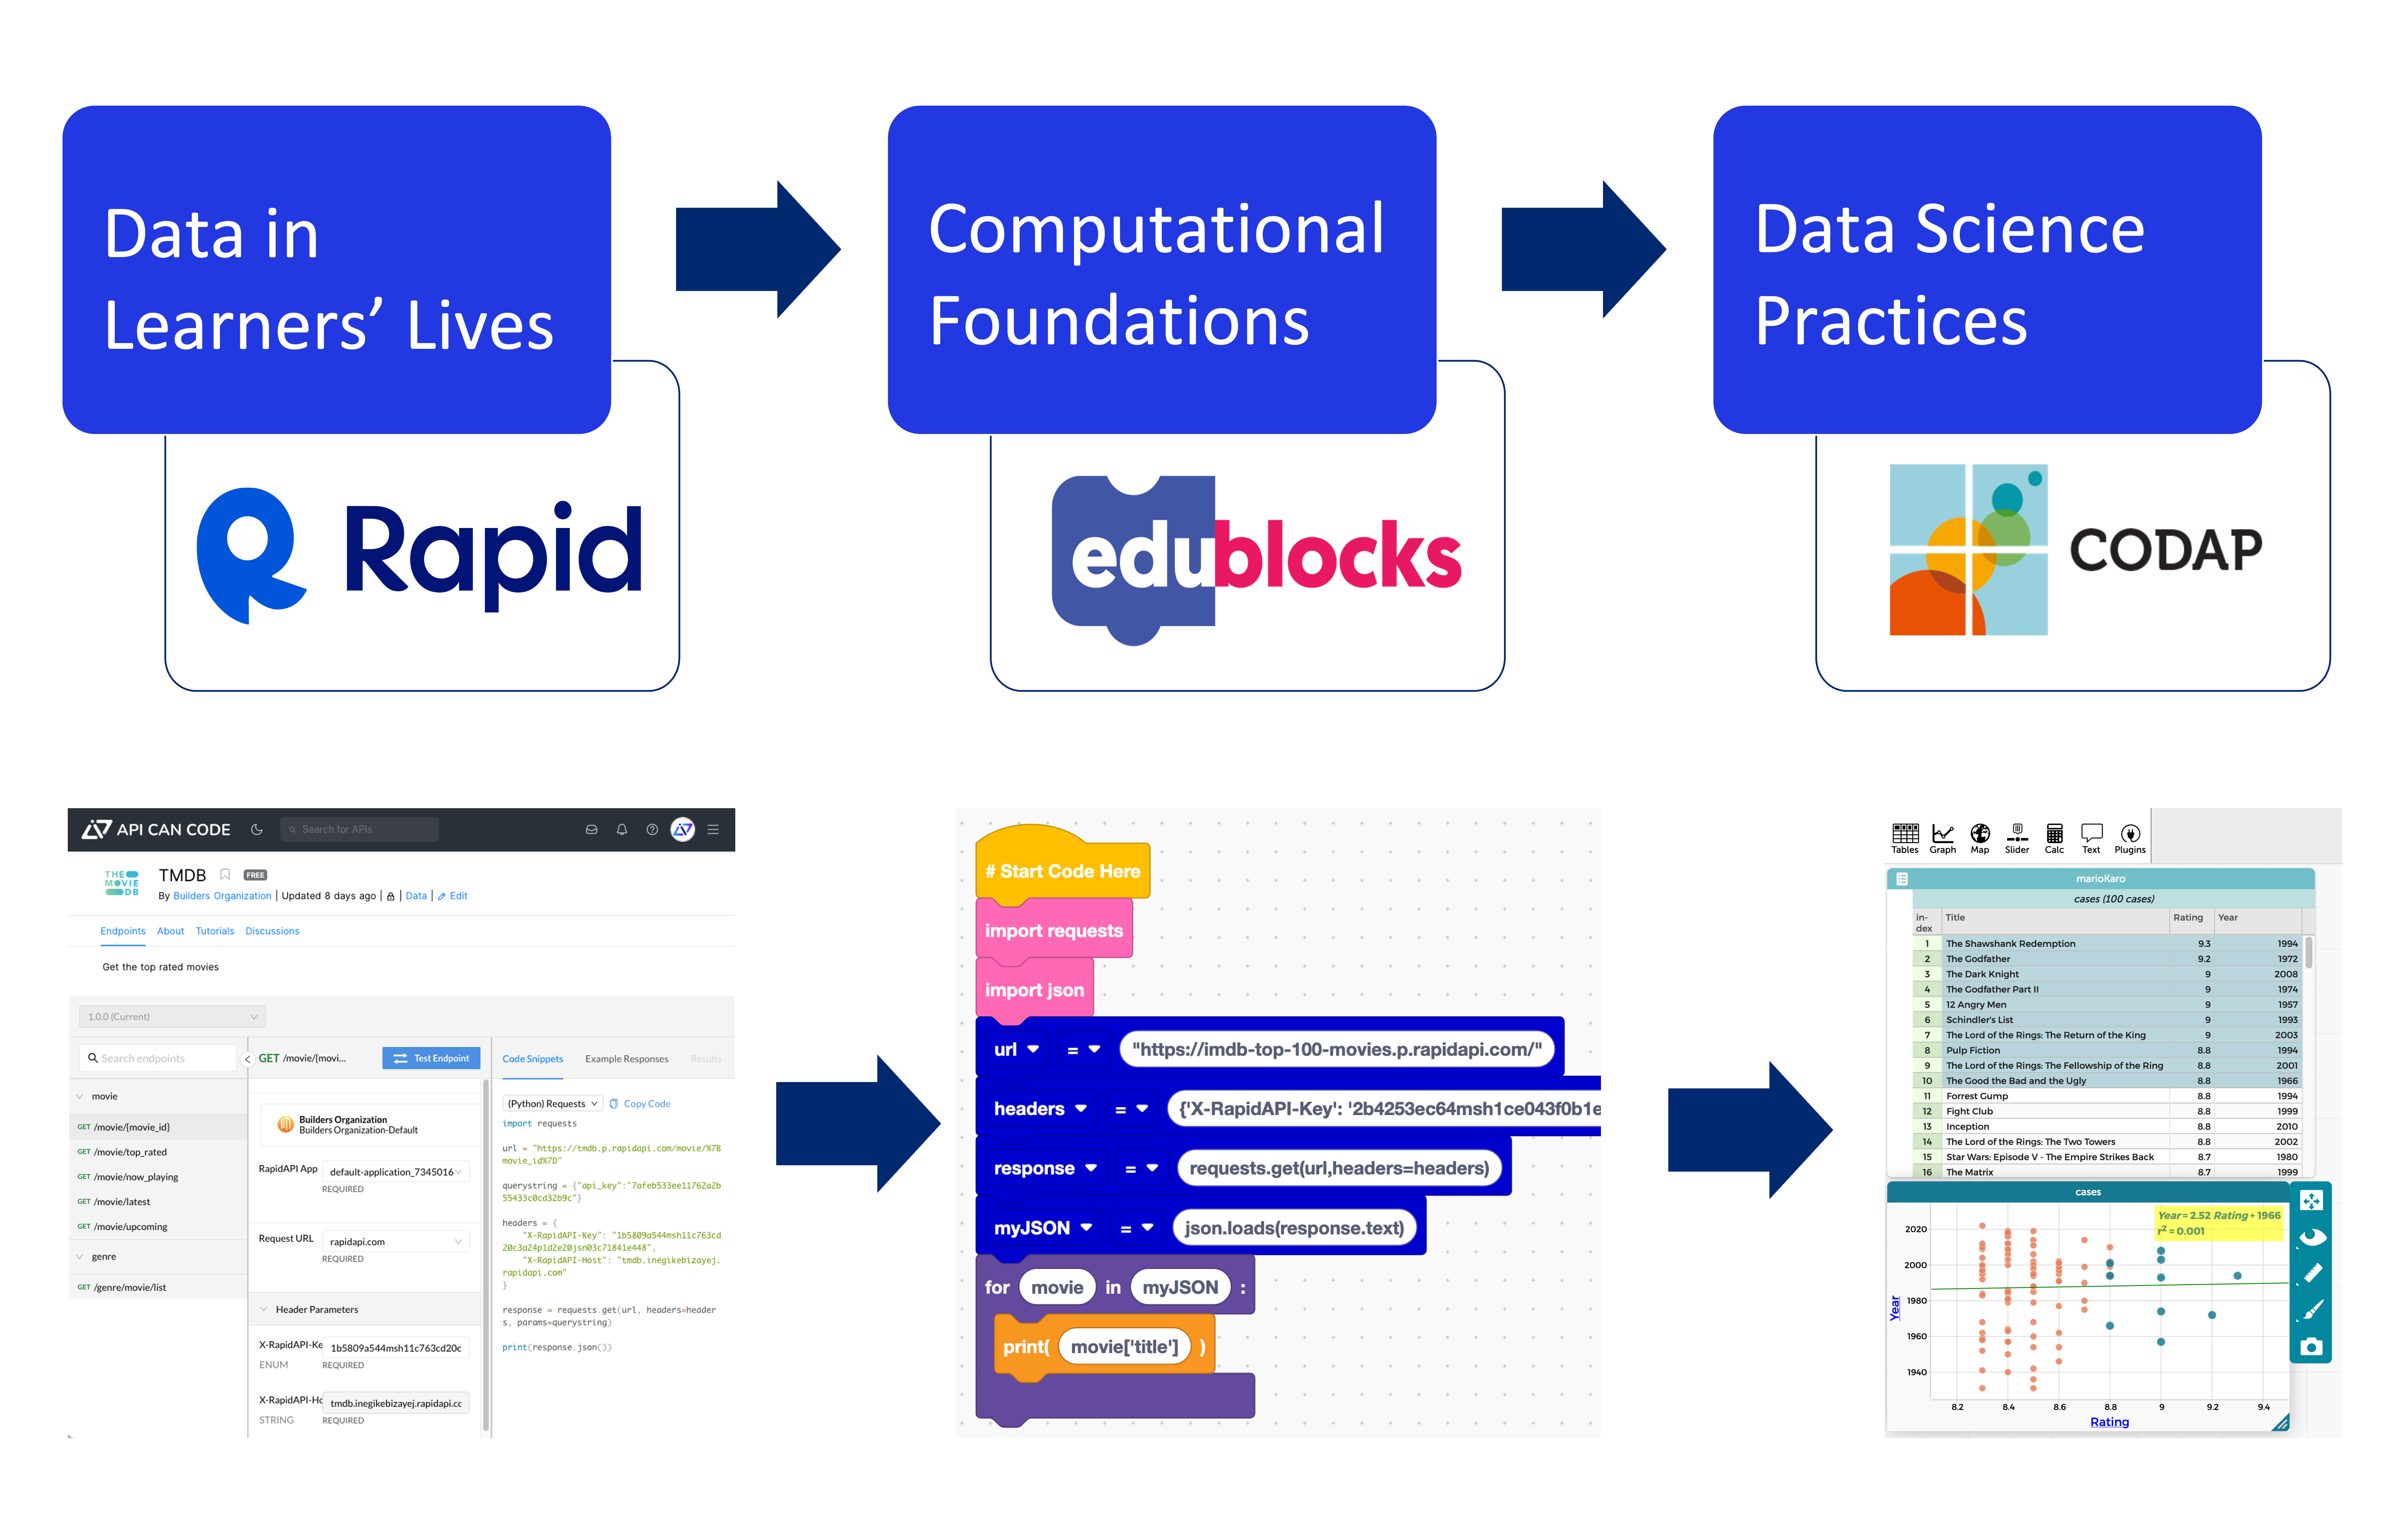 Data in
Learners’ Lives
Computational
Foundations
Data Science
Practices
Rapid
edublocks
CODAP
API CAN CODE
Search for APIs
THE
MOVIE
DB
TMDB
FREE
By Builders Organization | Updated 8 days ago | | Data | Edit
Endpoints About Tutorials Discussions
Get the top rated movies
1.0.0 (Current)
Search endpoints
movie
GET /movie/{movie_id}
GET /movie/top_rated
GET /movie/now_playing
GET /movie/latest
GET /movie/upcoming
genre
GET /genre/movie/list
GET /movie/{movi...
Test Endpoint
Builders Organization
Builders Organization-Default
RapidAPI App
default-application_7345016
REQUIRED
Request URL
rapidapi.com
REQUIRED
Header Parameters
X-RapidAPI-Ke
1b5809a544msh11c763cd20c
ENUM
REQUIRED
X-RapidAPI-Hc
tmdb.inegikebizayej.rapidapi.cc
STRING
REQUIRED
Code Snippets Example Responses Results
(Python) Requests
Copy Code
import requests
url = "https://tmdb.p.rapidapi.com/movie/%7B
movie_id%7D"
querystring = {"api_key":"7afeb533ee11762a2b
55433c0cd32b9c"}
headers = {
"X-RapidAPI-Key": "1b5809a544msh11c763cd
20c3a24p1d2e20jsn03c71841e448",
"X-RapidAPI-Host": "tmdb.inegikebizayej.
rapidapi.com"
}
response = requests.get(url, headers=header
s, params=querystring)
print(response.json())
# Start Code Here
import requests
import json
url = "https://imdb-top-100-movies.p.rapidapi.com/"
headers = {'X-RapidAPI-Key': '2b4253ec64msh1ce043f0b1e
response = requests.get(url,headers=headers)
myJSON = json.loads(response.text)
for movie in myJSON :
print( movie['title'] )
Tables Graph Map Slider Calc Text Plugins
marioKaro
cases (100 cases)
in-
dex
Title Rating Year
1 The Shawshank Redemption 9.3 1994
2 The Godfather 9.2 1972
3 The Dark Knight 9 2008
4 The Godfather Part II 9 1974
5 12 Angry Men 9 1957
6 Schindler's List 9 1993
7 The Lord of the Rings: The Return of the King 9 2003
8 Pulp Fiction 8.8 1994
9 The Lord of the Rings: The Fellowship of the Ring 8.8 2001
10 The Good the Bad and the Ugly 8.8 1966
11 Forrest Gump 8.8 1994
12 Fight Club 8.8 1999
13 Inception 8.8 2010
14 The Lord of the Rings: The Two Towers 8.8 2002
15 Star Wars: Episode V - The Empire Strikes Back 8.7 1980
16 The Matrix 8.7 1999
cases
Year = 2.52 Rating + 1966
r² = 0.001
2020
2000
1980
1960
1940
Year
8.2 8.4 8.6 8.8 9 9.2 9.4
Rating